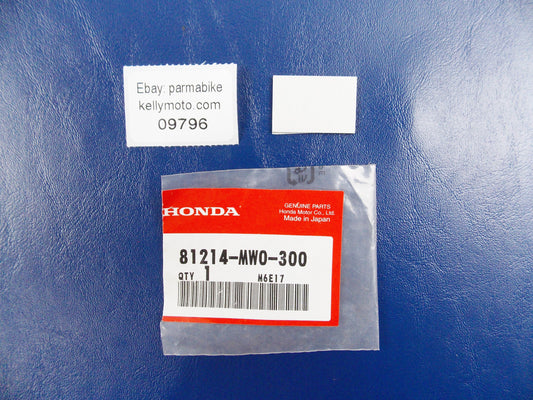 Ebay: parmabike
kellymoto.com
09796
HONDA
GENUINE PARTS
Honda Motor Co., Ltd.
Made in Japan
81214-MW0-300
QTY 1 M6E17